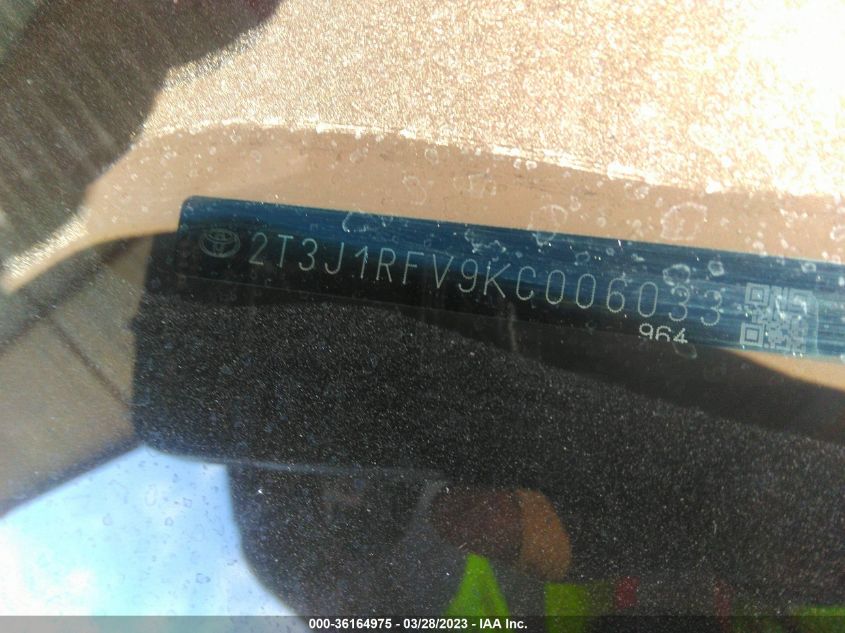 2T3J1RFV9KC006033
964
000-36164975 — 03/28/2023 — IAA Inc.